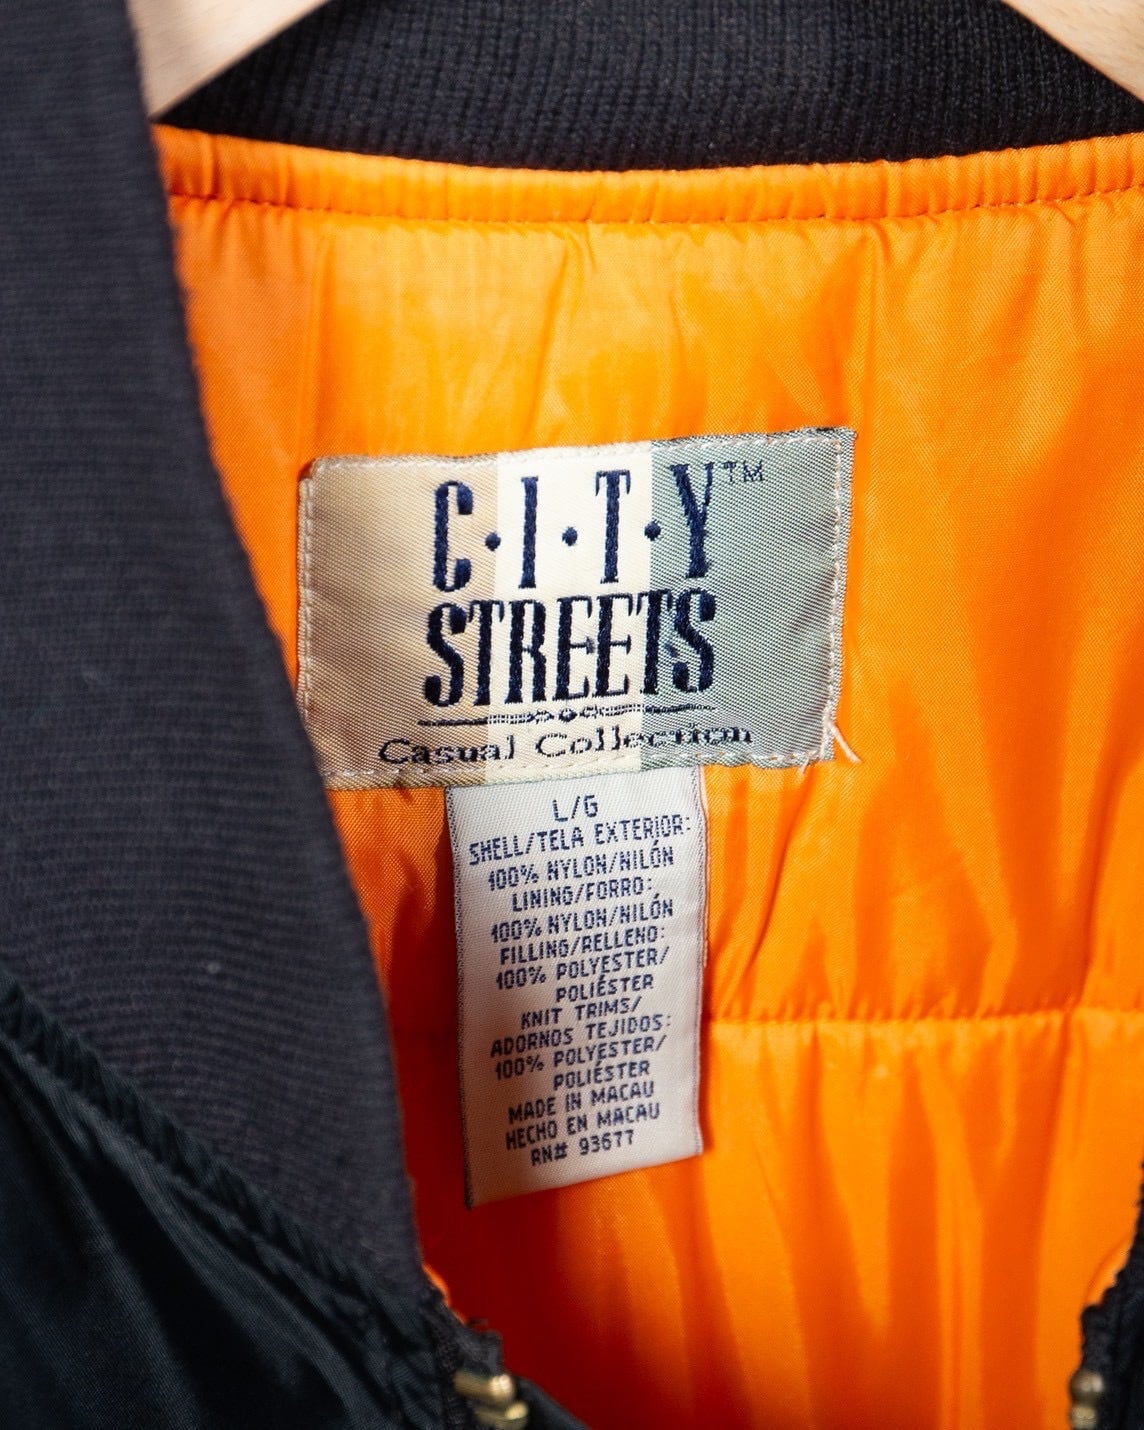 C·I·T·Y™
STREETS
Casual Collection
L/G
SHELL/TELA EXTERIOR:
100% NYLON/NILÓN
LINING/FORRO:
100% NYLON/NILÓN
FILLING/RELLENO:
100% POLYESTER/
POLIÉSTER
KNIT TRIMS/
ADORNOS TEJIDOS:
100% POLYESTER/
POLIÉSTER
MADE IN MACAU
HECHO EN MACAU
RN# 93677